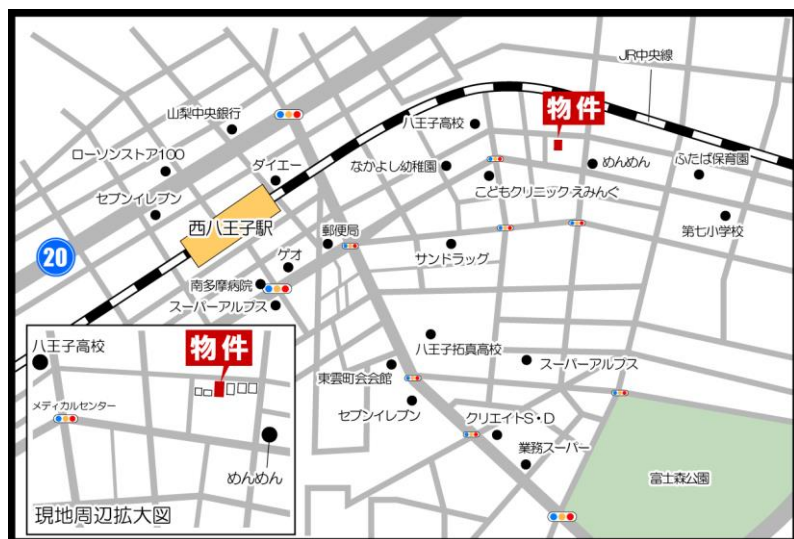 JR中央線
物件
山梨中央銀行
八王子高校
ローソンストア100
ダイエー
なかよし幼稚園
めんめん
ふたば保育園
こどもクリニック・えみんぐ
セブンイレブン
西八王子駅
郵便局
第七小学校
20
サンドラッグ
ゲオ
南多摩病院
スーパーアルプス
八王子拓真高校
スーパーアルプス
東雲町会会館
セブンイレブン
クリエイトS・D
業務スーパー
富士森公園
八王子高校
物件
メディカルセンター
めんめん
現地周辺拡大図